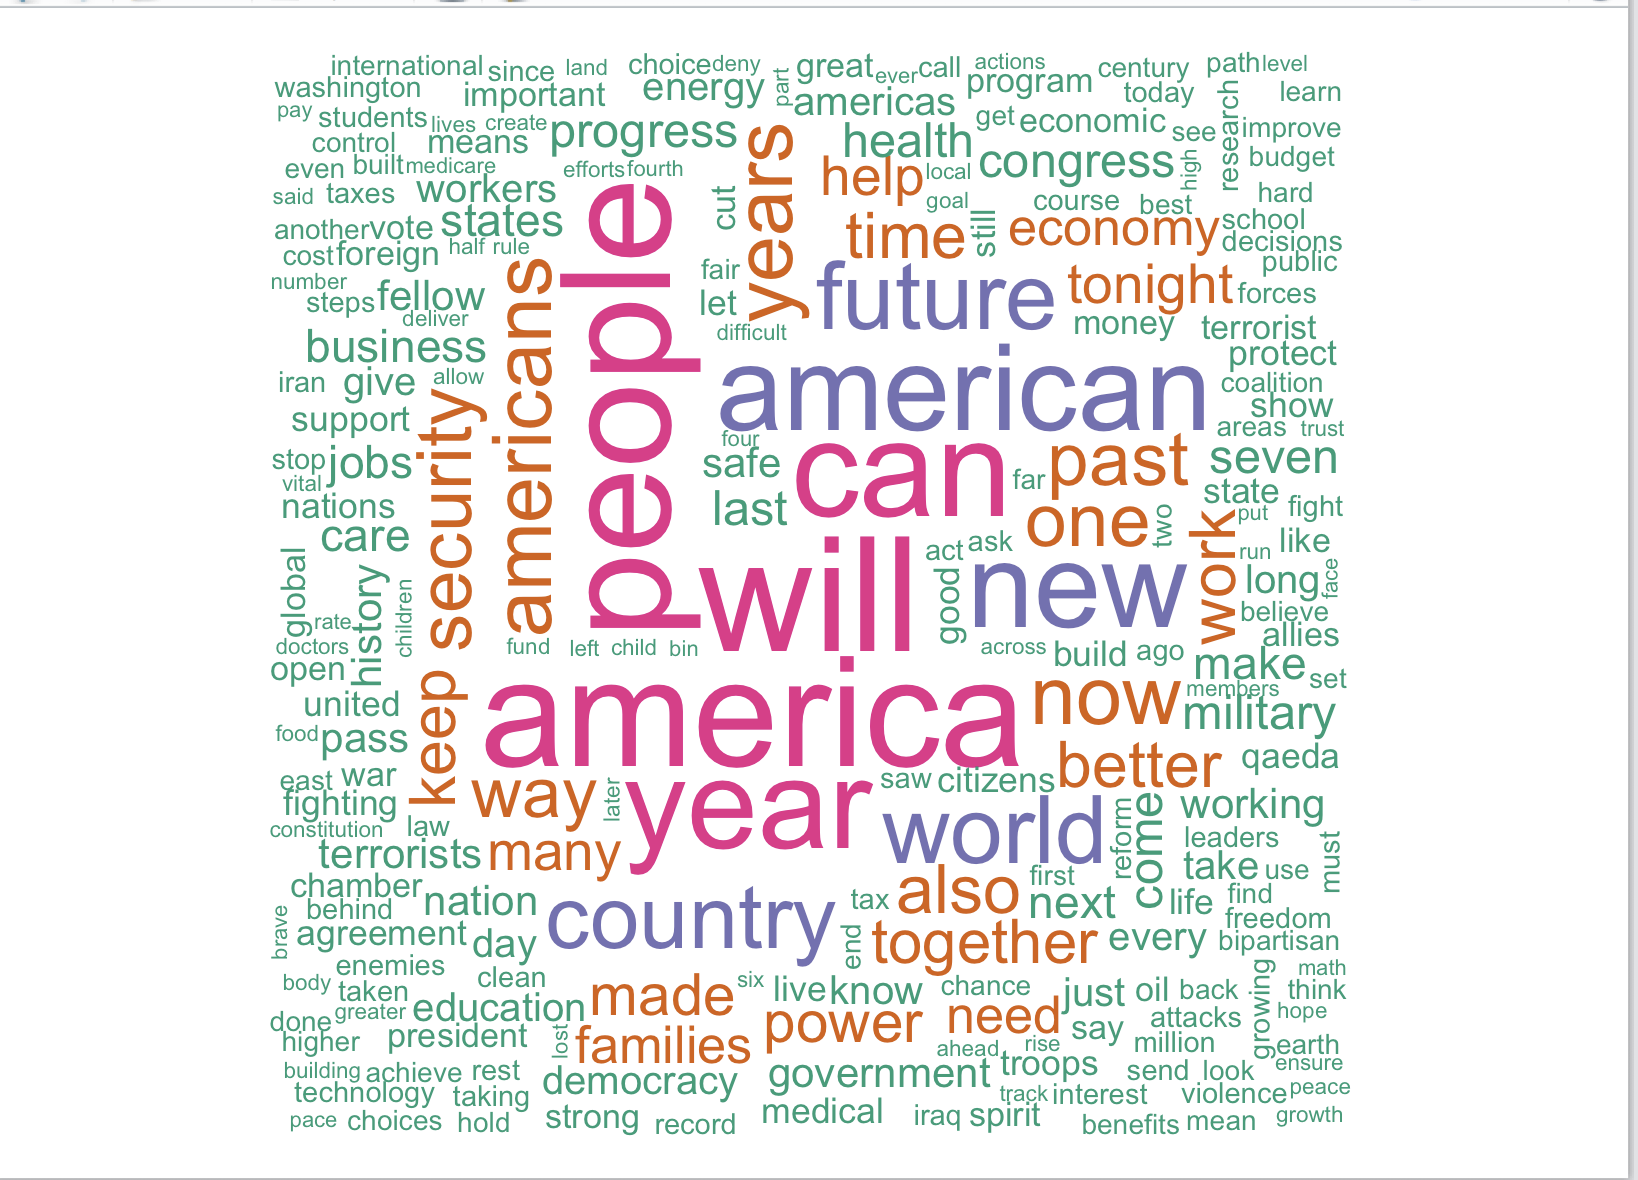 international since land choice deny part great ever call actions century path level
washington important energy americas program today research learn
pay students lives create progress years health get economic see improve
control means congress high budget
even built medicare efforts fourth help local hard
said taxes workers people cut goal course best
another vote states time still economy school
cost foreign half rule americans fair future tonight decisions
number public
steps fellow let forces
deliver difficult money terrorist
business american protect
iran give allow security coalition
support show
four can areas trust
stop jobs safe far past seven
vital last state
nations one two work put fight
care will act ask run like
global history children good new long face
rate believe
doctors fund left child bin across build ago allies
open keep america make set
united now members
food pass military
east war way later year saw citizens better qaeda
fighting world reform come working
constitution law leaders must
terrorists many take use
chamber also first
behind nation country tax next life find
brave freedom
agreement day end together every bipartisan
enemies clean growing math
body taken six live know chance just oil back think
greater education made
done power need say attacks hope
higher president lost families ahead rise million earth
building achieve rest democracy government troops send look ensure
technology taking track interest violence peace
pace choices hold strong record medical iraq spirit benefits mean growth